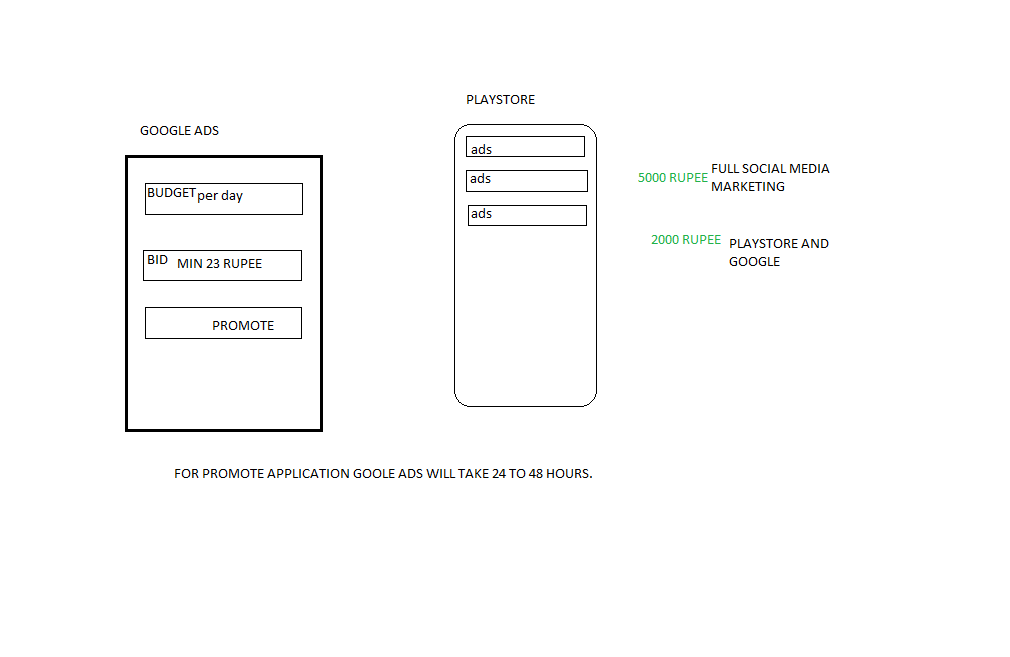 GOOGLE ADS
BUDGET per day
BID MIN 23 RUPEE
PROMOTE
PLAYSTORE
ads
ads
ads
5000 RUPEE FULL SOCIAL MEDIA
MARKETING
2000 RUPEE PLAYSTORE AND
GOOGLE
FOR PROMOTE APPLICATION GOOLE ADS WILL TAKE 24 TO 48 HOURS.